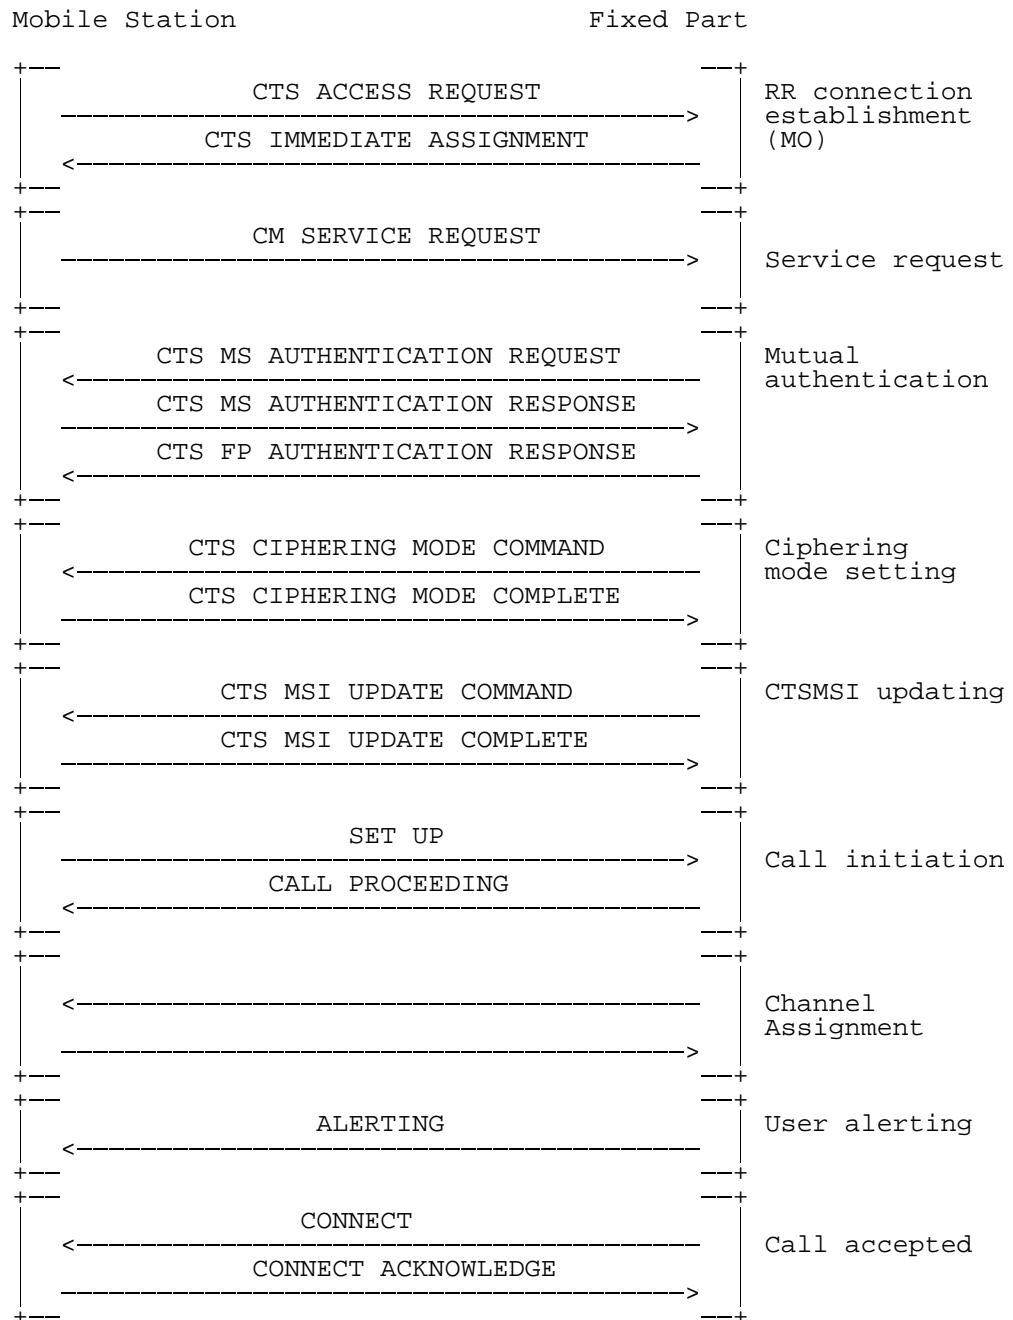 Mobile Station Fixed Part
CTS ACCESS REQUEST
RR connection
establishment
(MO)
CTS IMMEDIATE ASSIGNMENT
CM SERVICE REQUEST
Service request
CTS MS AUTHENTICATION REQUEST
Mutual
authentication
CTS MS AUTHENTICATION RESPONSE
CTS FP AUTHENTICATION RESPONSE
CTS CIPHERING MODE COMMAND
Ciphering
mode setting
CTS CIPHERING MODE COMPLETE
CTS MSI UPDATE COMMAND
CTSMSI updating
CTS MSI UPDATE COMPLETE
SET UP
Call initiation
CALL PROCEEDING
Channel
Assignment
ALERTING
User alerting
CONNECT
Call accepted
CONNECT ACKNOWLEDGE